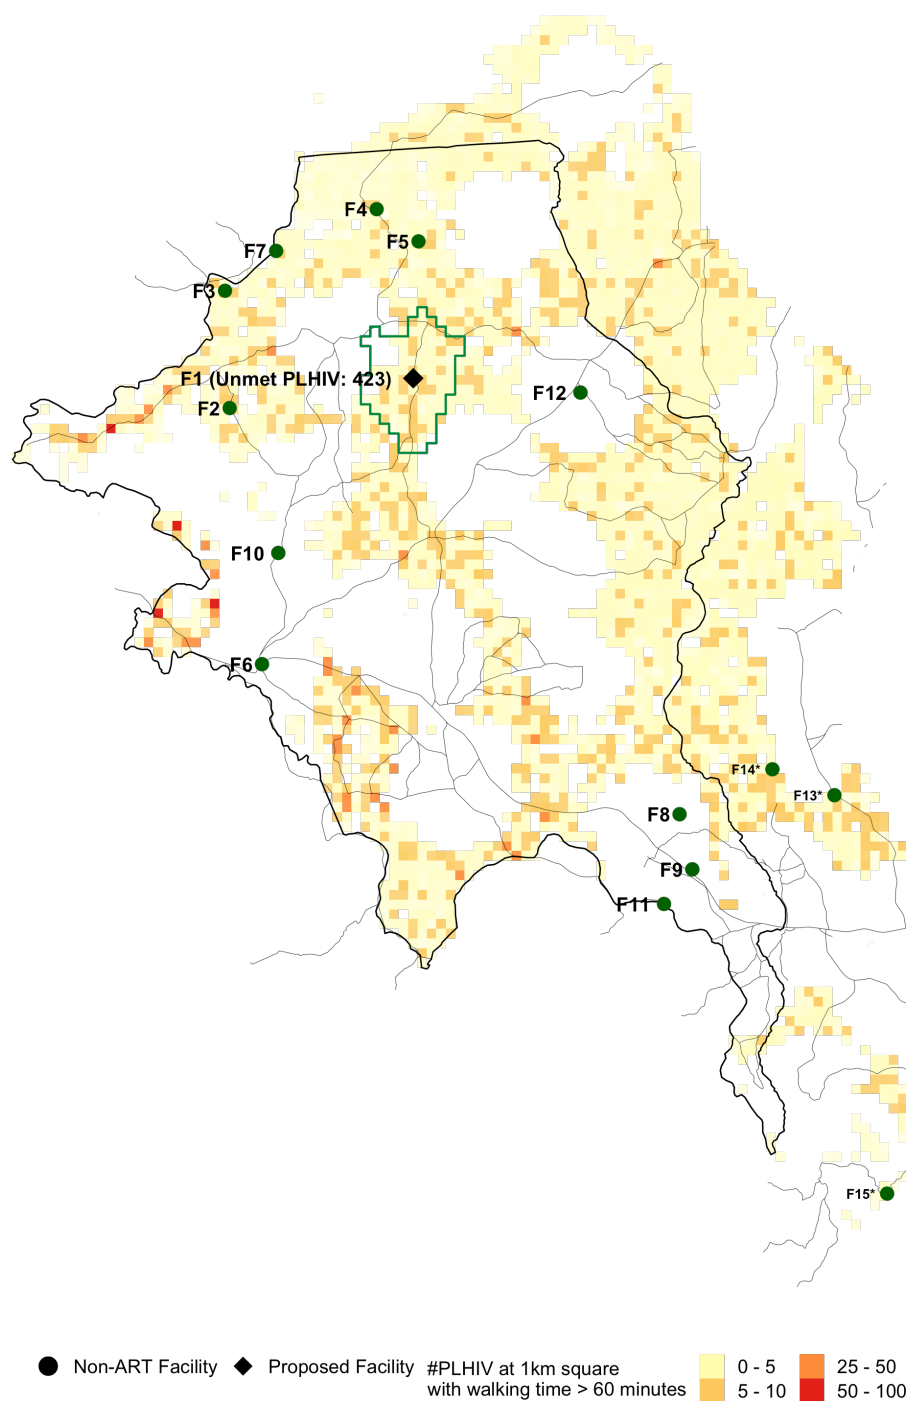 F4
F5
F7
F3
F1 (Unmet PLHIV: 423)
F12
F2
F10
F6
F14*
F13*
F8
F9
F11
F15*
Non-ART Facility
Proposed Facility
#PLHIV at 1km square
with walking time > 60 minutes
0 - 5
25 - 50
5 - 10
50 - 100